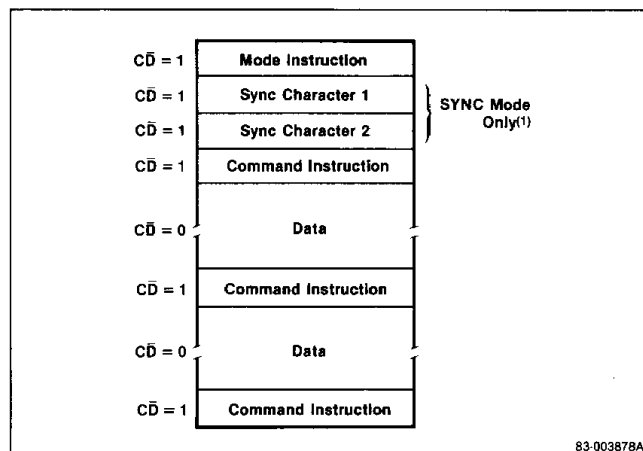 CD̅ = 1 Mode Instruction
CD̅ = 1 Sync Character 1
CD̅ = 1 Sync Character 2
SYNC Mode
Only(1)
CD̅ = 1 Command Instruction
CD̅ = 0 Data
CD̅ = 1 Command Instruction
CD̅ = 0 Data
CD̅ = 1 Command Instruction
83-003878A